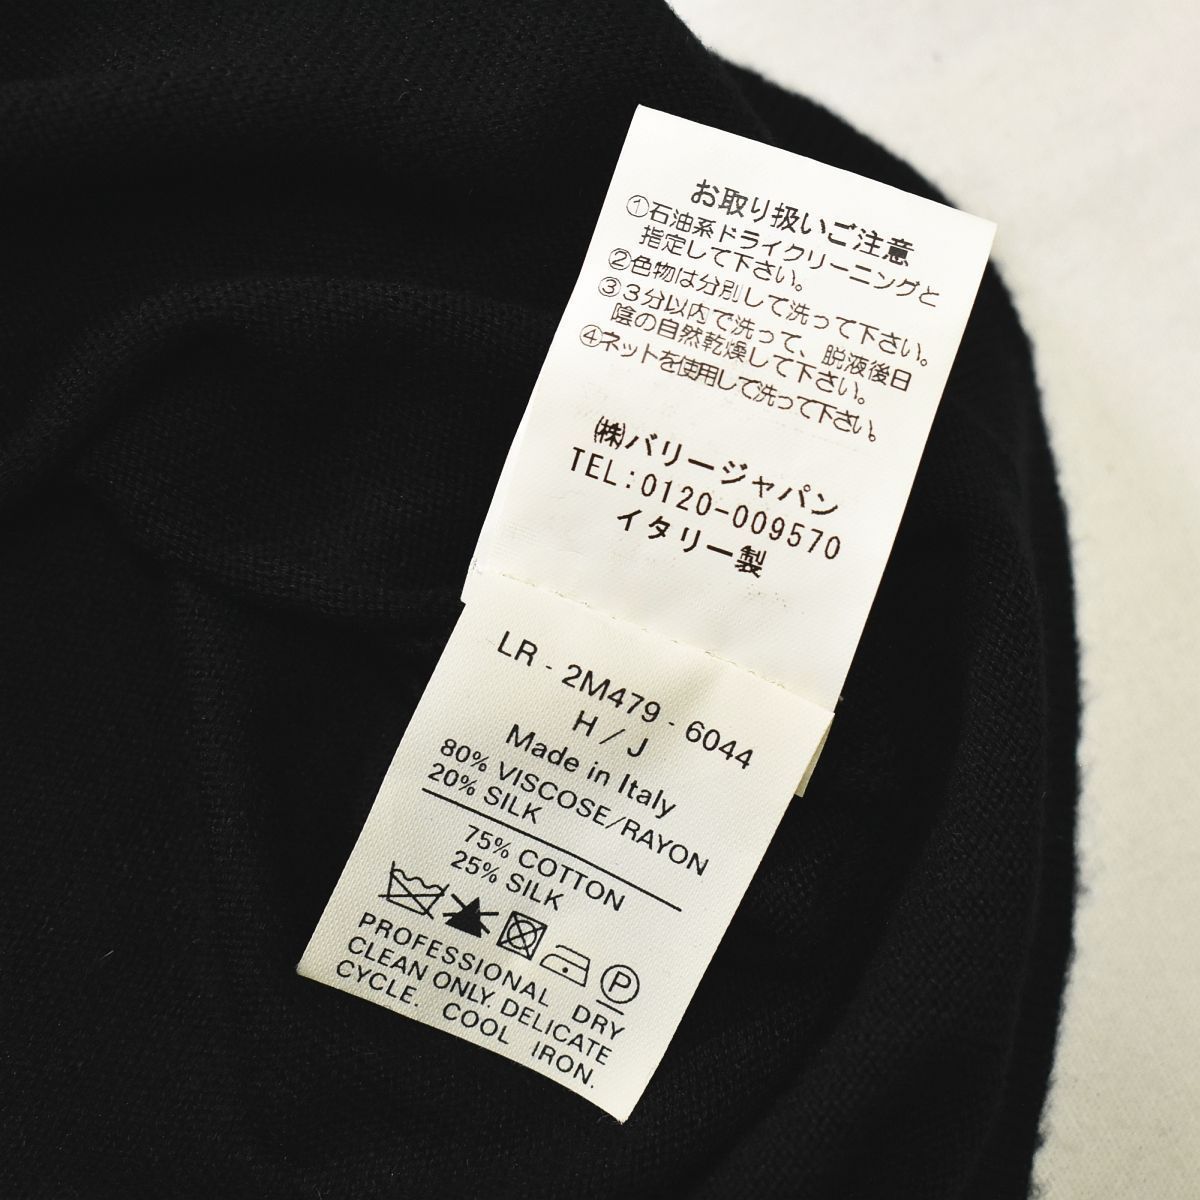 お取り扱いご注意
①石油系ドライクリーニングと
指定して下さい。
②色物は分別して洗って下さい。
③3分以内で洗って、脱液後日
陰の自然乾燥して下さい。
④ネットを使用して洗って下さい。
㈱バリージャパン
TEL:0120-009570
イタリー製
LR - 2M479 - 6044
H / J
Made in Italy
80% VISCOSE/RAYON
20% SILK
75% COTTON
25% SILK
P
PROFESSIONAL DRY
CLEAN ONLY. DELICATE
CYCLE. COOL IRON.